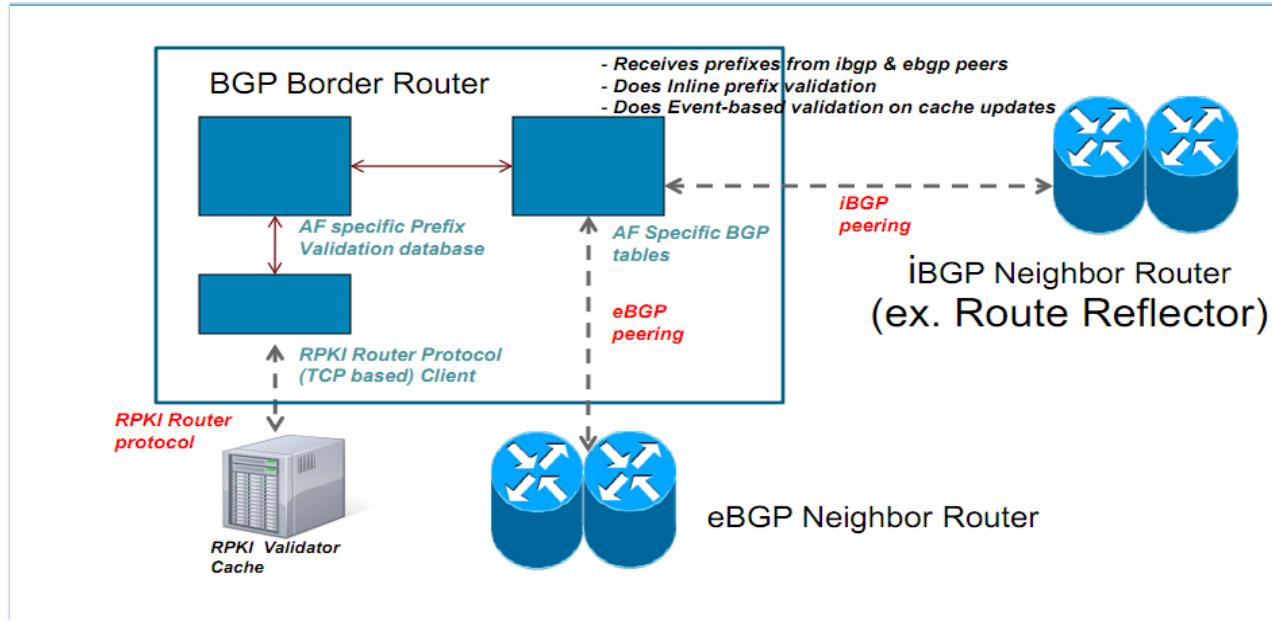 BGP Border Router
- Receives prefixes from ibgp & ebgp peers
- Does Inline prefix validation
- Does Event-based validation on cache updates
AF specific Prefix
Validation database
AF Specific BGP
tables
iBGP
peering
iBGP Neighbor Router
(ex. Route Reflector)
eBGP
peering
RPKI Router Protocol
(TCP based) Client
RPKI Router
protocol
RPKI Validator
Cache
eBGP Neighbor Router